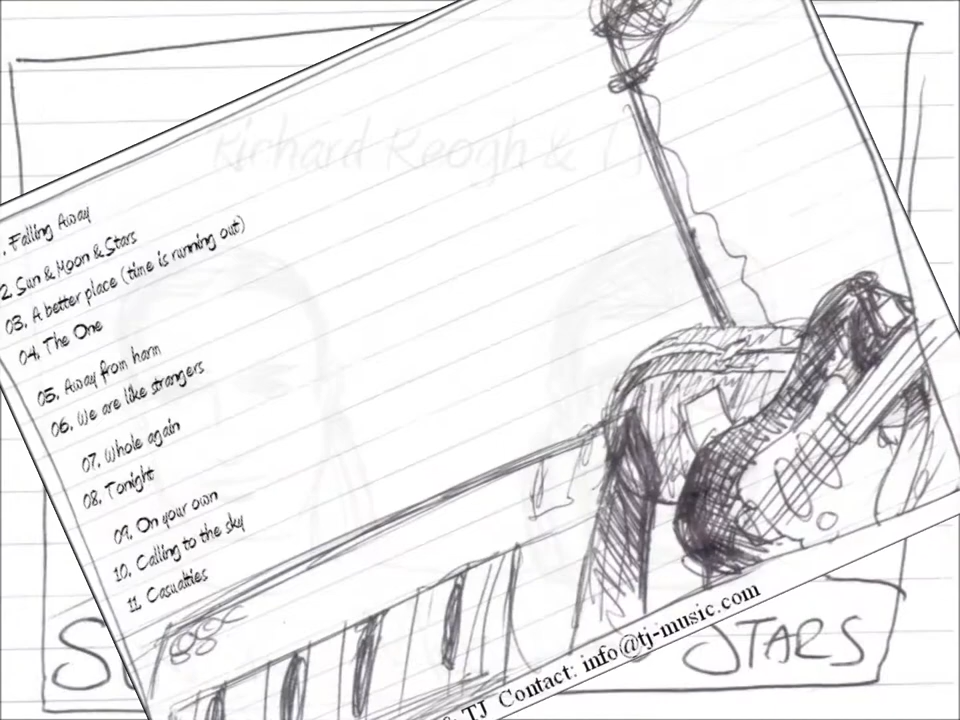 Richard Keogh & TJ
1. Falling Away
2. Sun & Moon & Stars
03. A better place (time is running out)
04. The One
05. Away from harm
06. We are like strangers
07. Whole again
08. Tonight
09. On your own
10. Calling to the sky
11. Casualties
STARS
& TJ Contact: info@tj-music.com